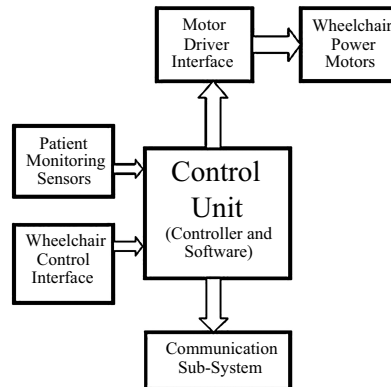 Motor
Driver
Interface
Wheelchair
Power
Motors
Patient
Monitoring
Sensors
Control
Unit
(Controller and
Software)
Wheelchair
Control
Interface
Communication
Sub-System